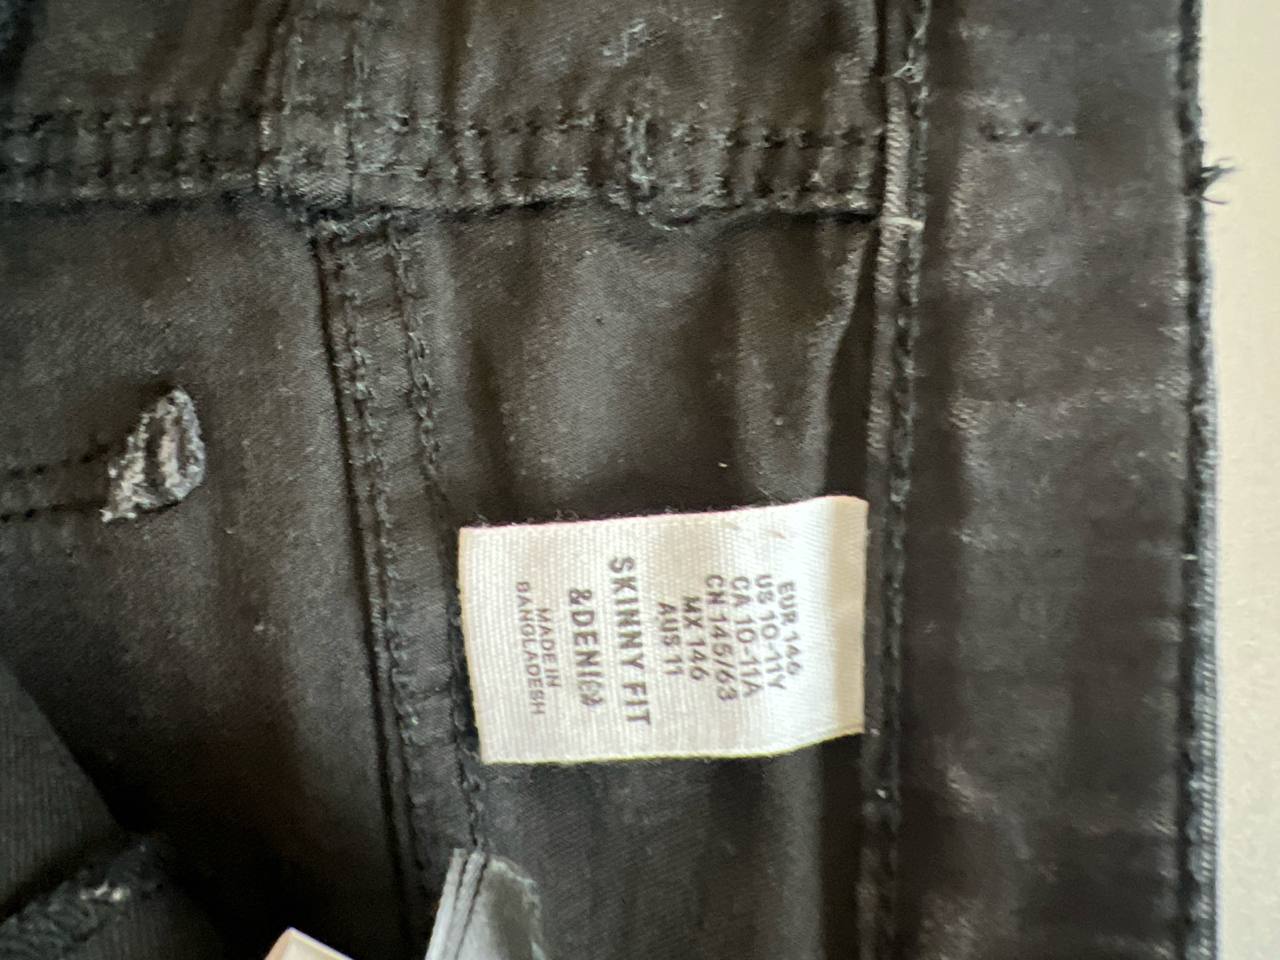 EUR 146
US 10-11Y
CA 10-11A
CN 145/63
MX 146
AUS 11
SKINNY FIT
&DENIM
MADE IN
BANGLADESH